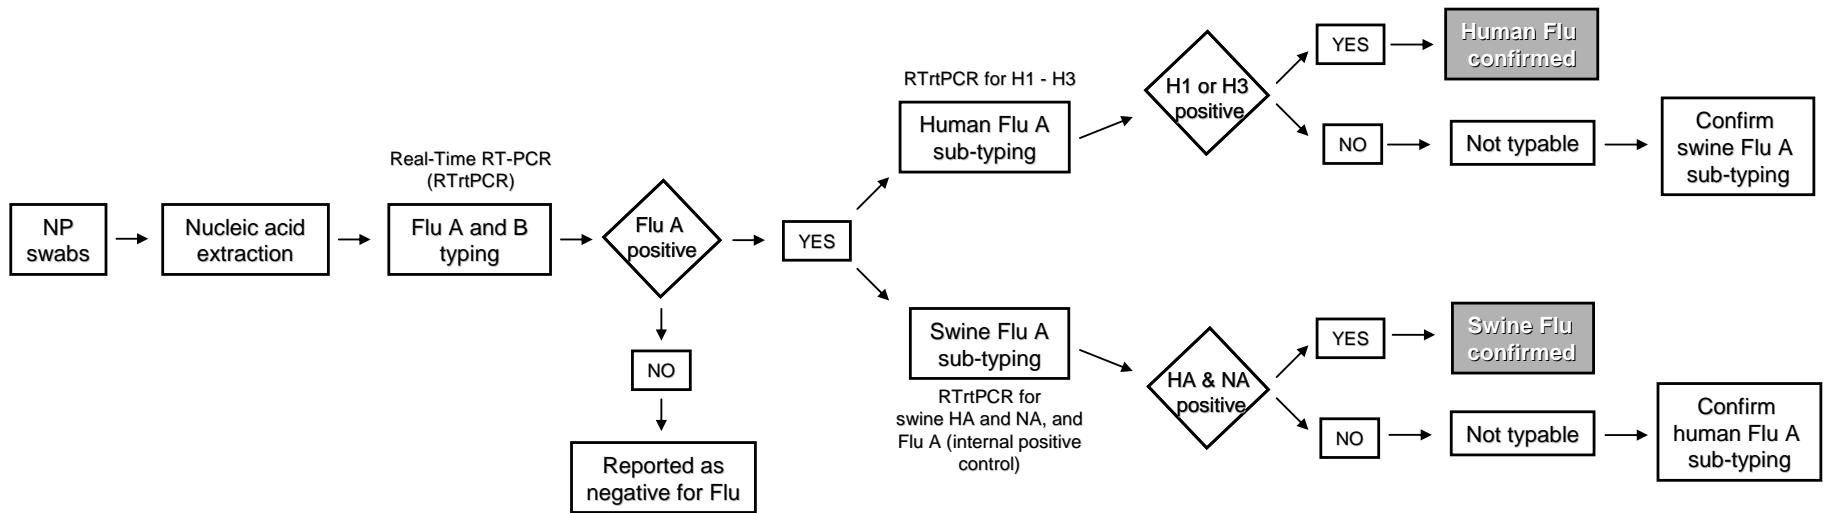 NP
swabs
Nucleic acid
extraction
Real-Time RT-PCR
(RTrtPCR)
Flu A and B
typing
Flu A
positive
NO
Reported as
negative for Flu
YES
RTrtPCR for H1 - H3
Human Flu A
sub-typing
H1 or H3
positive
YES
Human Flu
confirmed
NO
Not typable
Confirm
swine Flu A
sub-typing
Swine Flu A
sub-typing
RTrtPCR for
swine HA and NA, and
Flu A (internal positive
control)
HA & NA
positive
YES
Swine Flu
confirmed
NO
Not typable
Confirm
human Flu A
sub-typing